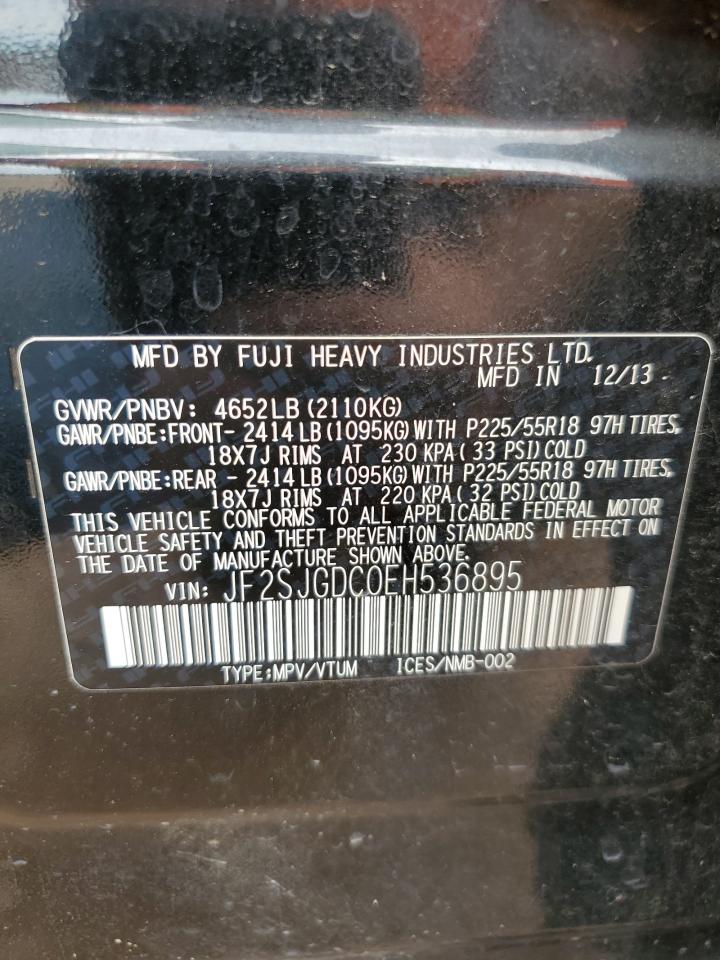 MFD BY FUJI HEAVY INDUSTRIES LTD.
MFD IN 12/13
GVWR/PNBV: 4652LB (2110KG)
GAWR/PNBE:FRONT- 2414LB (1095KG) WITH P225/55R18 97H TIRES,
18X7J RIMS AT 230 KPA ( 33 PSI) COLD
GAWR/PNBE:REAR - 2414LB (1095KG) WITH P225/55R18 97H TIRES,
18X7J RIMS AT 220 KPA ( 32 PSI) COLD
THIS VEHICLE CONFORMS TO ALL APPLICABLE FEDERAL MOTOR
VEHICLE SAFETY AND THEFT PREVENTION STANDARDS IN EFFECT ON
THE DATE OF MANUFACTURE SHOWN ABOVE.
VIN: JF2SJGDC0EH536895
TYPE:MPV/VTUM ICES/NMB-002